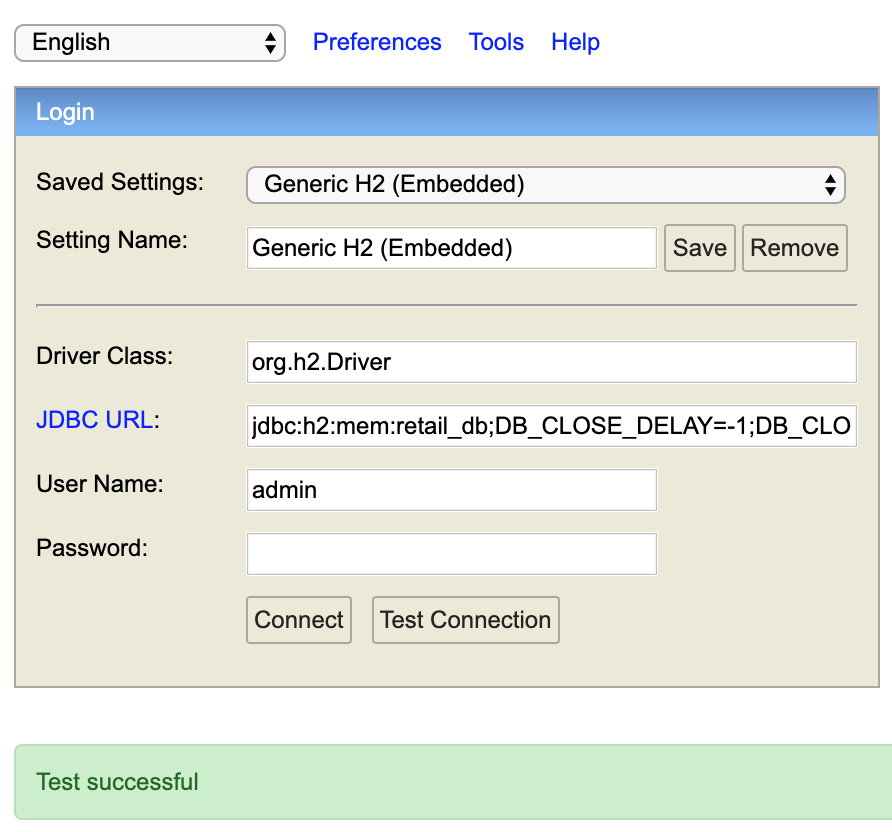 English Preferences Tools Help
Login
Saved Settings: Generic H2 (Embedded)
Setting Name: Generic H2 (Embedded) Save Remove
Driver Class: org.h2.Driver
JDBC URL: jdbc:h2:mem:retail_db;DB_CLOSE_DELAY=-1;DB_CLO
User Name: admin
Password:
Connect Test Connection
Test successful